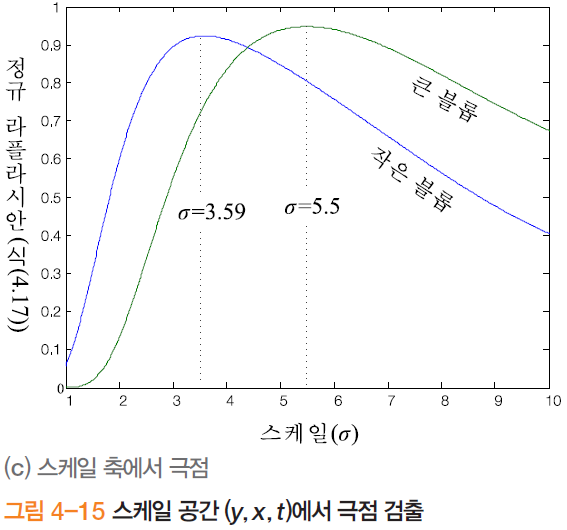 정규 라플라시안(식(4.17))
1
0.9
0.8
0.7
0.6
0.5
0.4
0.3
0.2
0.1
0
큰 블롭
작은 블롭
σ=3.59
σ=5.5
1 2 3 4 5 6 7 8 9 10
스케일(σ)
(c) 스케일 축에서 극점
그림 4-15 스케일 공간 (y, x, t)에서 극점 검출